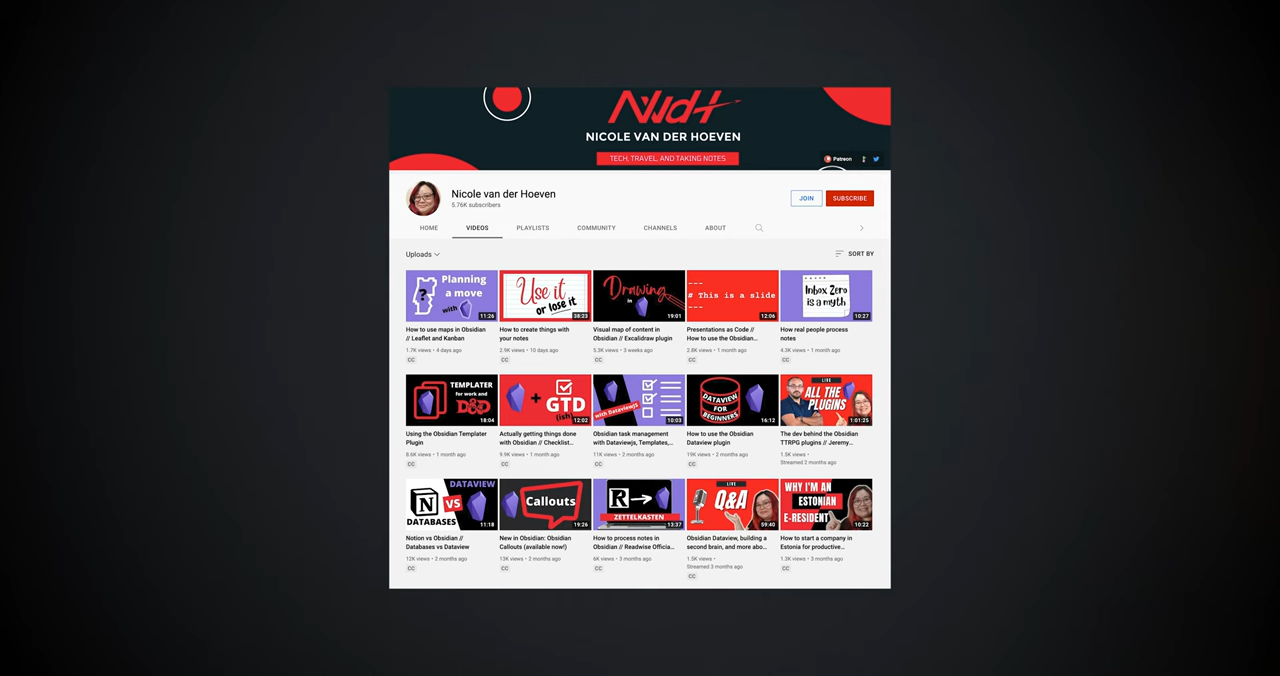 NVdH
NICOLE VAN DER HOEVEN
TECH, TRAVEL, AND TAKING NOTES
Patreon
Nicole van der Hoeven
5.76K subscribers
JOIN
SUBSCRIBE
HOME
VIDEOS
PLAYLISTS
COMMUNITY
CHANNELS
ABOUT
Uploads
SORT BY
?
Planning
a move
with
11:26
How to use maps in Obsidian
// Leaflet and Kanban
1.7K views • 4 days ago
CC
Use it
or lose it
38:23
How to create things with
your notes
2.9K views • 10 days ago
CC
Drawing
in
19:01
Visual map of content in
Obsidian // Excalidraw plugin
5.3K views • 3 weeks ago
CC
---
# This is a slide
---
12:06
Presentations as Code //
How to use the Obsidian...
2.8K views • 1 month ago
CC
Inbox Zero
is a myth
10:27
How real people process
notes
4.3K views • 1 month ago
CC
TEMPLATER
for work and
D&D
18:04
Using the Obsidian Templater
Plugin
8.6K views • 1 month ago
CC
+
GTD
(ish)
12:02
Actually getting things done
with Obsidian // Checklist...
9.9K views • 1 month ago
CC
with DataviewJS
10:03
Obsidian task management
with Dataviewjs, Templates,...
11K views • 2 months ago
CC
DATAVIEW
FOR
BEGINNERS
16:12
How to use the Obsidian
Dataview plugin
19K views • 2 months ago
CC
LIVE
ALL THE
PLUGINS
1:01:25
The dev behind the Obsidian
TTRPG plugins // Jeremy...
1.5K views •
Streamed 2 months ago
N
VS
DATAVIEW
DATABASES
11:18
Notion vs Obsidian //
Databases vs Dataview
12K views • 2 months ago
CC
Callouts
19:26
New in Obsidian: Obsidian
Callouts (available now!)
13K views • 2 months ago
CC
R
ZETTELKASTEN
13:37
How to process notes in
Obsidian // Readwise Officia...
6K views • 3 months ago
CC
LIVE
Q&A
59:40
Obsidian Dataview, building a
second brain, and more abo...
1.5K views •
Streamed 3 months ago
CC
WHY I'M AN
ESTONIAN
E-RESIDENT
10:22
How to start a company in
Estonia for productive...
1.3K views • 3 months ago
CC